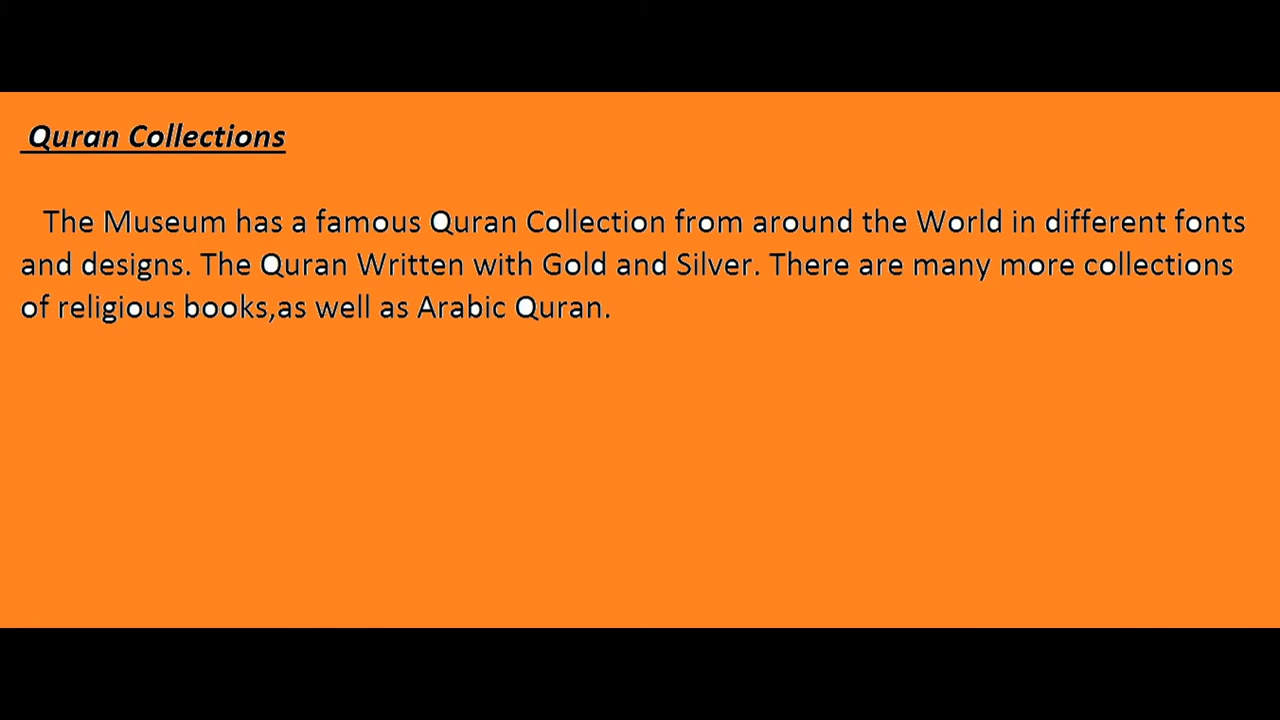 Quran Collections
The Museum has a famous Quran Collection from around the World in different fonts
and designs. The Quran Written with Gold and Silver. There are many more collections
of religious books,as well as Arabic Quran.